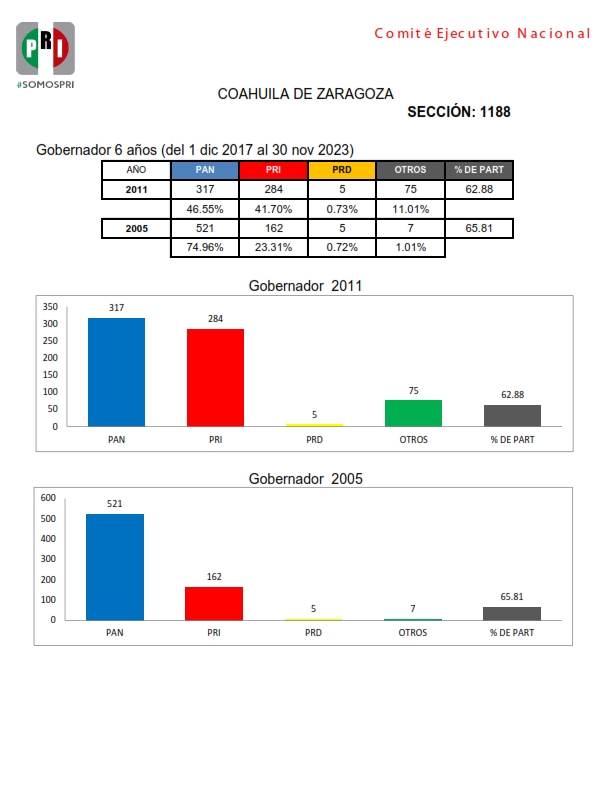 PRI
#SOMOSPRI
Comité Ejecutivo Nacional
COAHUILA DE ZARAGOZA
SECCIÓN: 1188
Gobernador 6 años (del 1 dic 2017 al 30 nov 2023)
AÑO PAN PRI PRD OTROS % DE PART
2011 317 284 5 75 62.88
46.55% 41.70% 0.73% 11.01%
2005 521 162 5 7 65.81
74.96% 23.31% 0.72% 1.01%
Gobernador 2011
350
300
250
200
150
100
50
0
317
284
5
75
62.88
PAN PRI PRD OTROS % DE PART
Gobernador 2005
600
500
400
300
200
100
0
521
162
5
7
65.81
PAN PRI PRD OTROS % DE PART